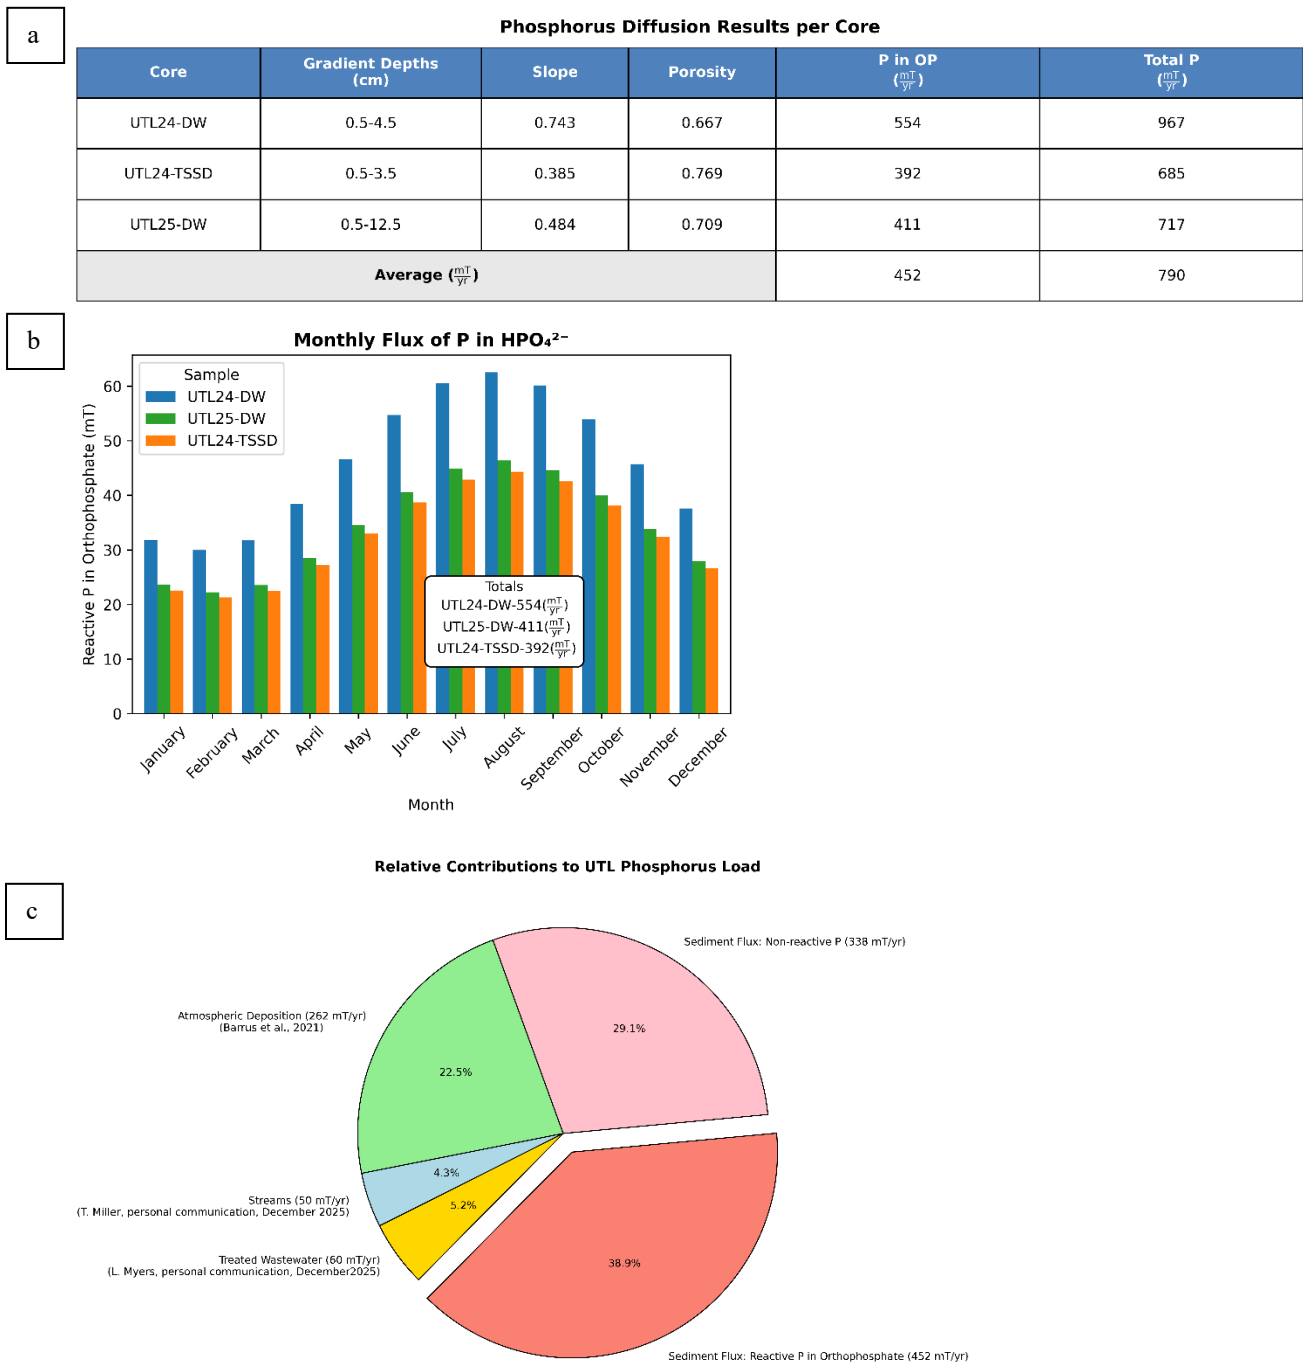 a
Phosphorus Diffusion Results per Core
Core
Gradient Depths
(cm)
Slope
Porosity
P in OP
(mT/yr)
Total P
(mT/yr)
UTL24-DW 0.5-4.5 0.743 0.667 554 967
UTL24-TSSD 0.5-3.5 0.385 0.769 392 685
UTL25-DW 0.5-12.5 0.484 0.709 411 717
Average (mT/yr) 452 790
b
Monthly Flux of P in HPO₄²⁻
Reactive P in Orthophosphate (mT)
60
50
40
30
20
10
0
Sample
UTL24-DW
UTL25-DW
UTL24-TSSD
Totals
UTL24-DW-554(mT/yr)
UTL25-DW-411(mT/yr)
UTL24-TSSD-392(mT/yr)
January
February
March
April
May
June
July
August
September
October
November
December
Month
c
Relative Contributions to UTL Phosphorus Load
Sediment Flux: Non-reactive P (338 mT/yr)
29.1%
Atmospheric Deposition (262 mT/yr)
(Barrus et al., 2021)
22.5%
4.3%
Streams (50 mT/yr)
(T. Miller, personal communication, December 2025)
5.2%
Treated Wastewater (60 mT/yr)
(L. Myers, personal communication, December2025)
38.9%
Sediment Flux: Reactive P in Orthophosphate (452 mT/yr)